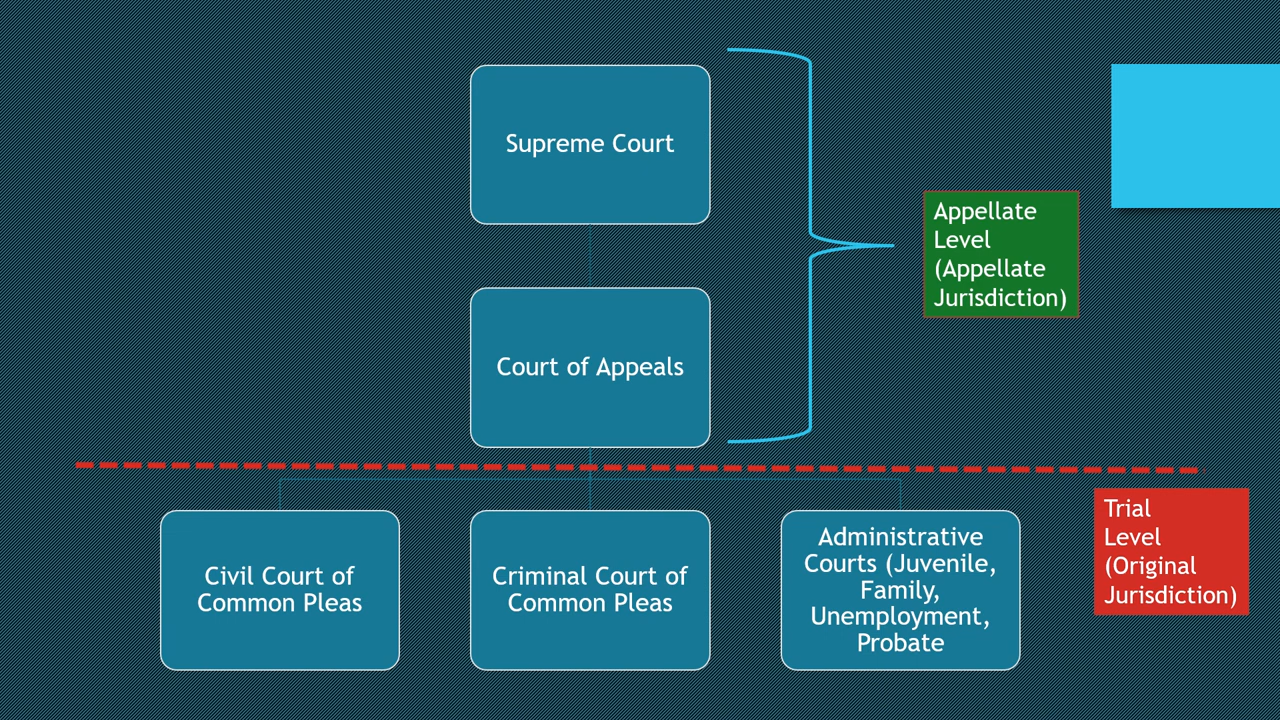 Supreme Court
Appellate
Level
(Appellate
Jurisdiction)
Court of Appeals
Trial
Level
(Original
Jurisdiction)
Civil Court of
Common Pleas
Criminal Court of
Common Pleas
Administrative
Courts (Juvenile,
Family,
Unemployment,
Probate